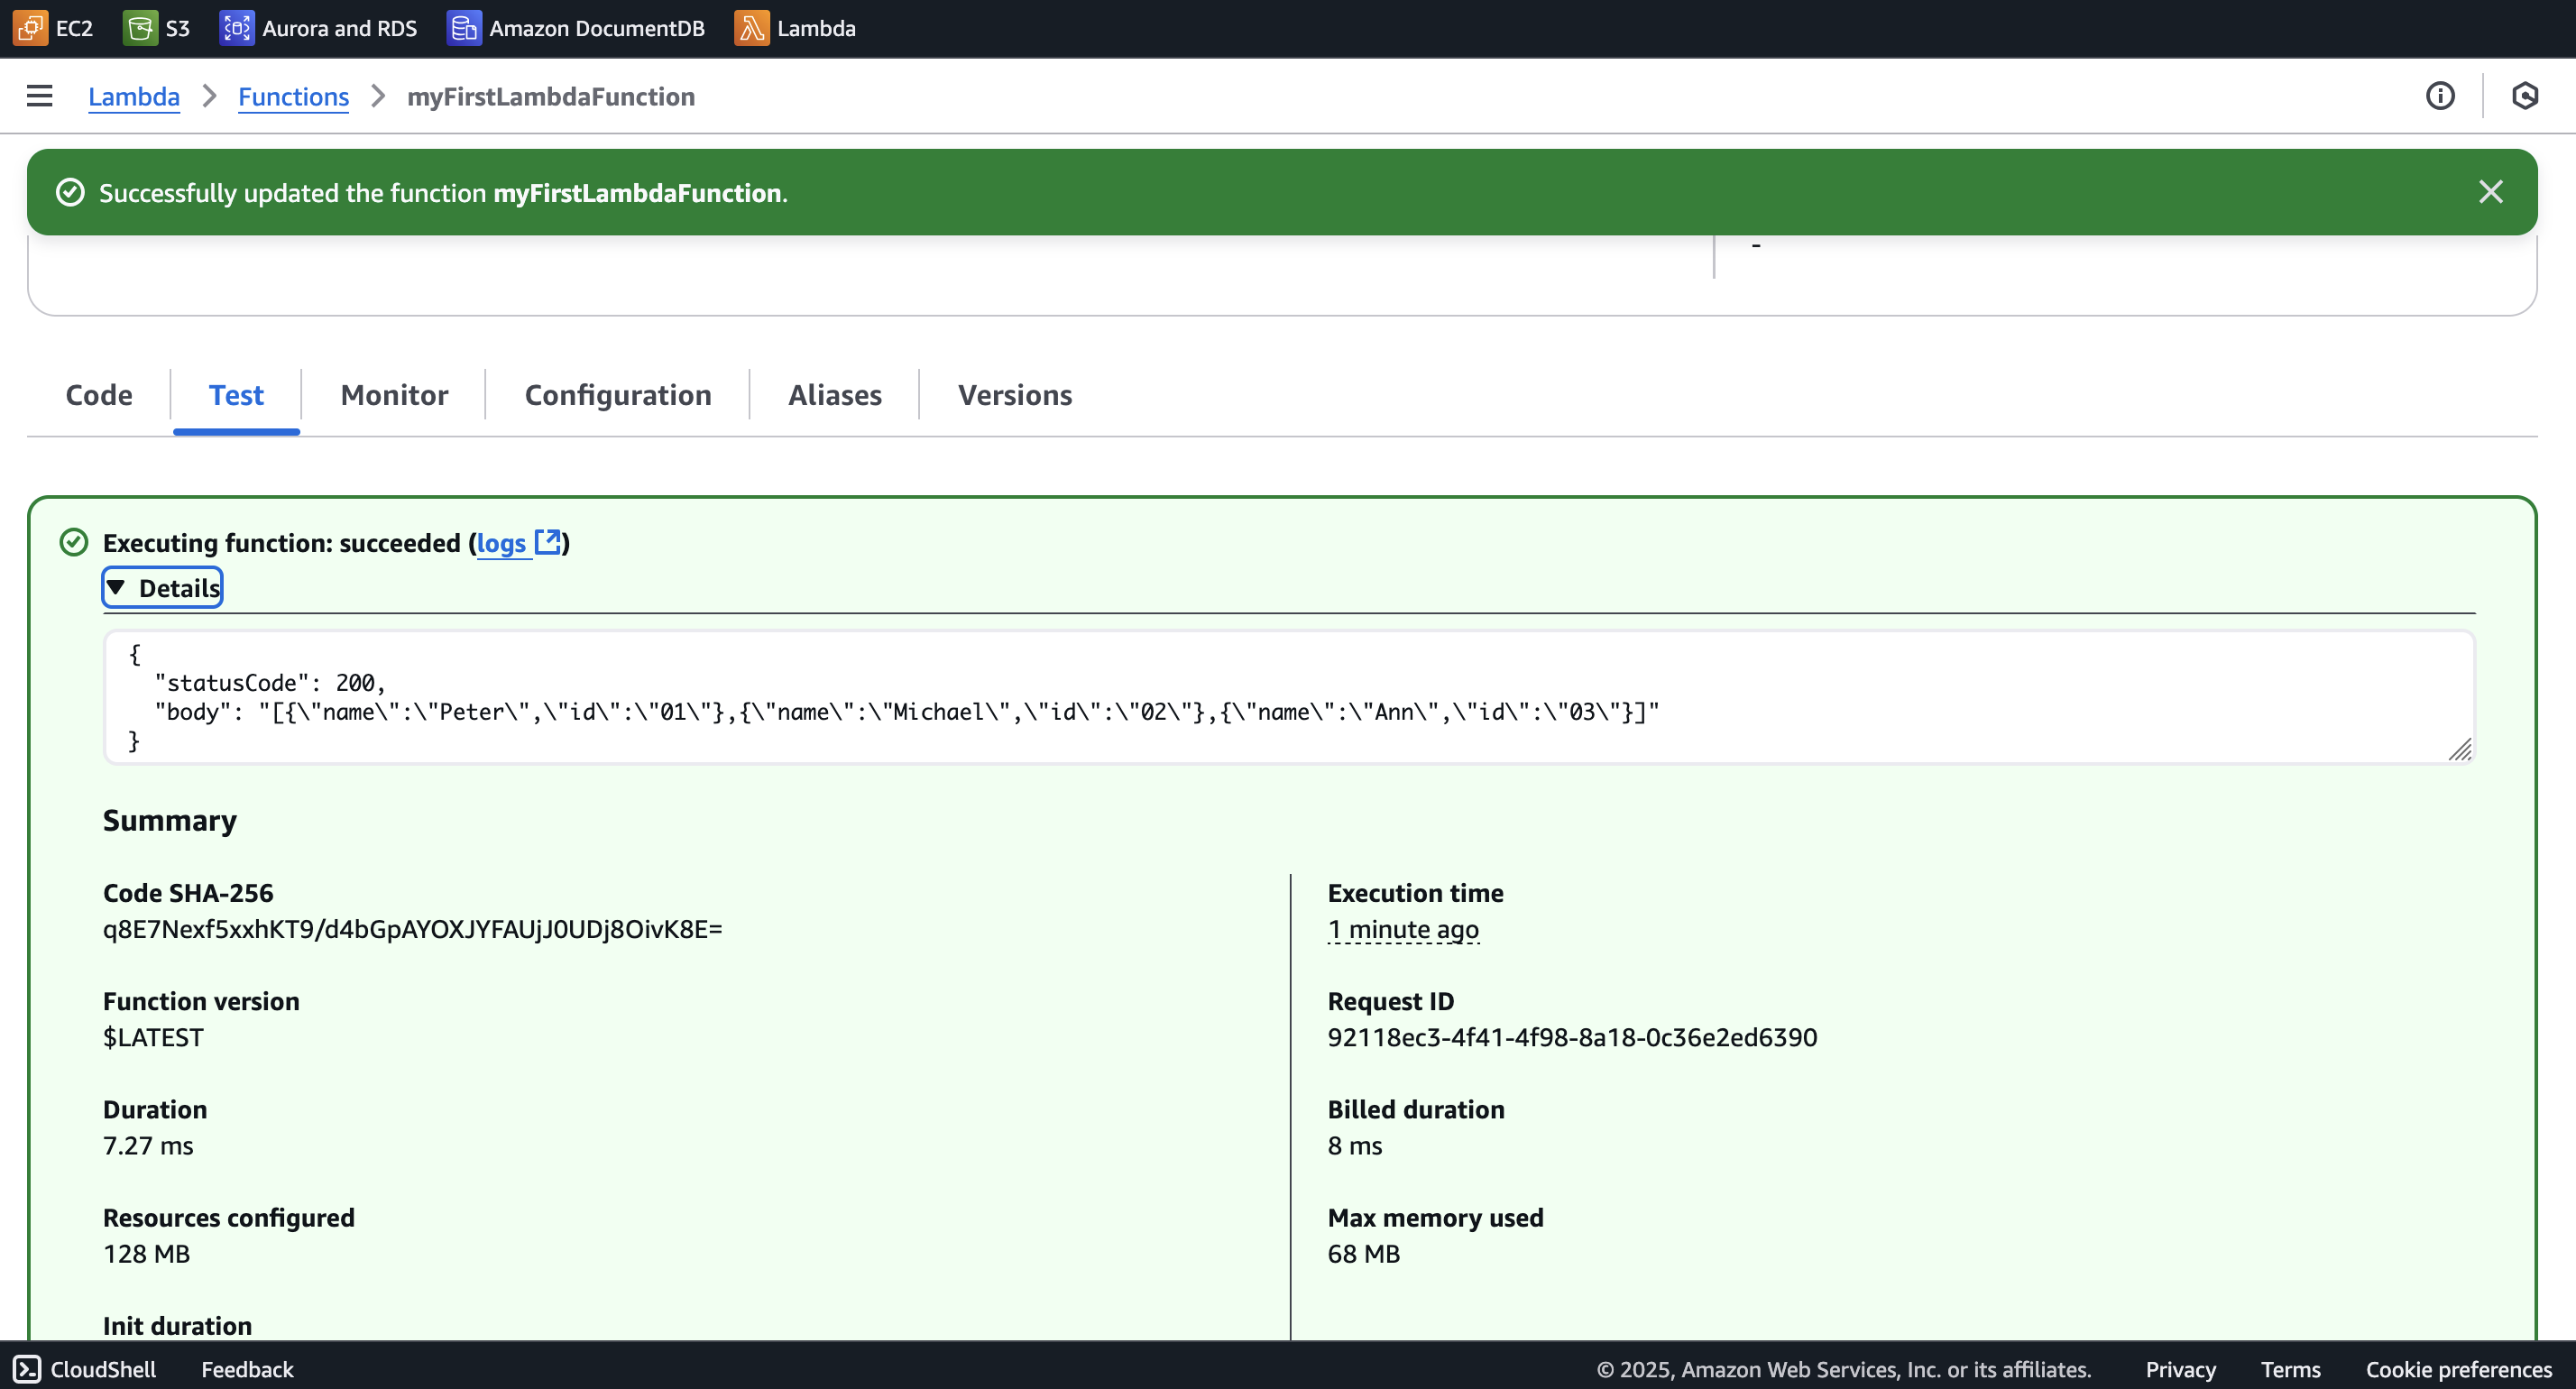 EC2 S3 Aurora and RDS Amazon DocumentDB Lambda
Lambda Functions myFirstLambdaFunction
Successfully updated the function myFirstLambdaFunction.
-
Code Test Monitor Configuration Aliases Versions
Executing function: succeeded (logs)
Details
{
"statusCode": 200,
"body": "[{\"name\":\"Peter\",\"id\":\"01\"},{\"name\":\"Michael\",\"id\":\"02\"},{\"name\":\"Ann\",\"id\":\"03\"}]"
}
Summary
Code SHA-256
q8E7Nexf5xxhKT9/d4bGpAYOXJYFAUjJ0UDj8OivK8E=
Function version
$LATEST
Duration
7.27 ms
Resources configured
128 MB
Init duration
Execution time
1 minute ago
Request ID
92118ec3-4f41-4f98-8a18-0c36e2ed6390
Billed duration
8 ms
Max memory used
68 MB
CloudShell Feedback © 2025, Amazon Web Services, Inc. or its affiliates. Privacy Terms Cookie preferences